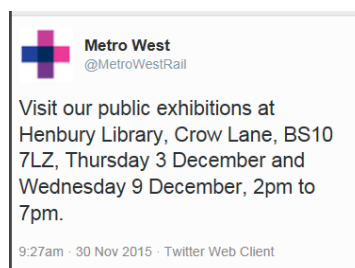 Metro West
@MetroWestRail
Visit our public exhibitions at
Henbury Library, Crow Lane, BS10
7LZ, Thursday 3 December and
Wednesday 9 December, 2pm to
7pm.
9:27am · 30 Nov 2015 · Twitter Web Client